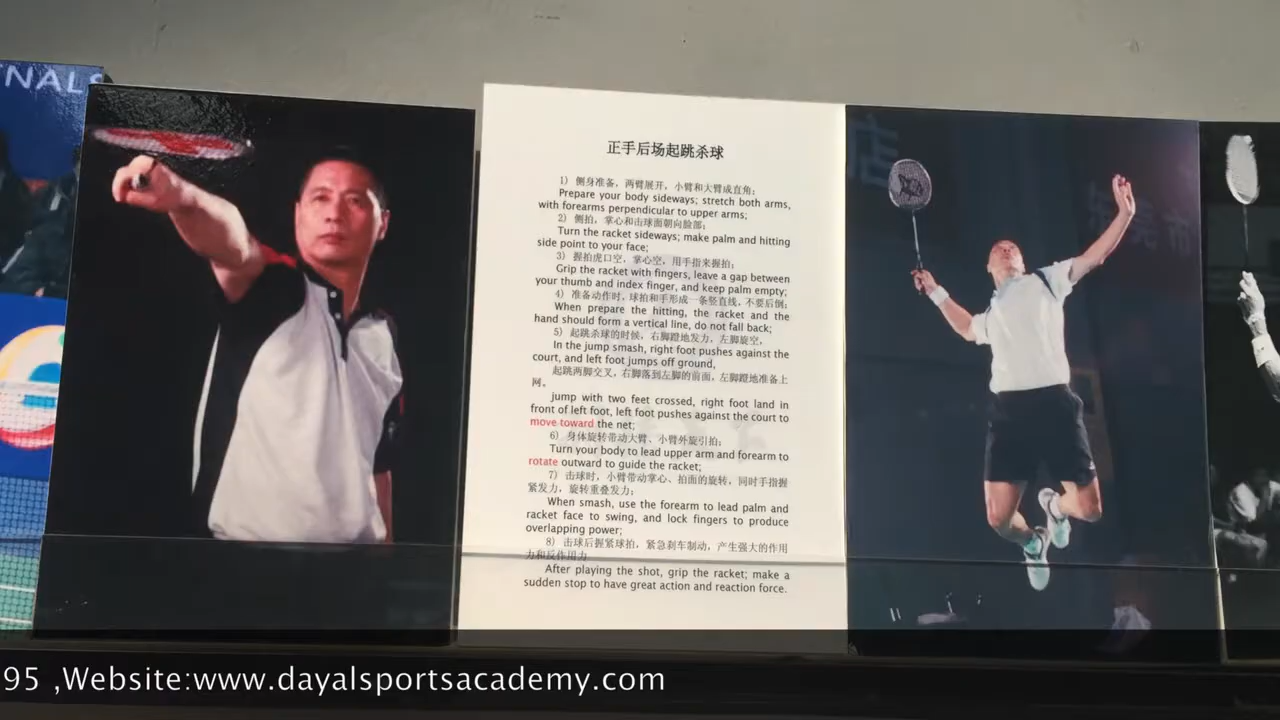 NALS
正手后场起跳杀球
1) 侧身准备，两臂展开，小臂和大臂成直角；
Prepare your body sideways; stretch both arms,
with forearms perpendicular to upper arms;
2) 侧拍，掌心和击球面朝向脸部；
Turn the racket sideways; make palm and hitting
side point to your face;
3) 握拍虎口空，掌心空，用手指来握拍；
Grip the racket with fingers, leave a gap between
your thumb and index finger, and keep palm empty;
4) 准备动作时，球拍和手形成一条竖直线，不要后倒；
When prepare the hitting, the racket and the
hand should form a vertical line, do not fall back;
5) 起跳杀球的时候，右脚蹬地发力，左脚旋空，
In the jump smash, right foot pushes against the
court, and left foot jumps off ground,
起跳两脚交叉，右脚落到左脚的前面，左脚蹬地准备上
网。
jump with two feet crossed, right foot land in
front of left foot, left foot pushes against the court to
move toward the net;
6) 身体旋转带动大臂、小臂外旋引拍；
Turn your body to lead upper arm and forearm to
rotate outward to guide the racket;
7) 击球时，小臂带动掌心、拍面的旋转，同时手指握
紧发力，旋转重叠发力；
When smash, use the forearm to lead palm and
racket face to swing, and lock fingers to produce
overlapping power;
8) 击球后握紧球拍，紧急刹车制动，产生强大的作用
力和反作用力
After playing the shot, grip the racket; make a
sudden stop to have great action and reaction force.
店
95 ,Website:www.dayalsportsacademy.com